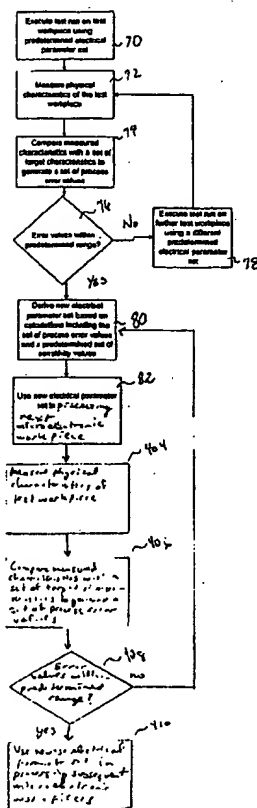 Execute test run on test
workpiece using
predetermined electrical
parameter set
70
72
Measure physical
characteristics of the test
workpiece
74
Compare measured
characteristics with a set of
target characteristics to
generate a set of process
error values
76
Error values within
predetermined range?
No
Execute test run on
further test workpiece
using a different
predetermined
electrical parameter
set
78
Yes
Derive new electrical
parameter set based on
calculations including the
set of process error values
and a predetermined set of
sensitivity values
80
82
Use new electrical parameter
set in processing
next
microelectronic
workpiece
404
Measure physical
characteristics of
test workpiece
Compare measured
characteristics with a
set of target
set of process error
values
408
Error
values within
predetermined
range?
no
yes
410
Use new electrical
parameter set in
processing subsequent
microelectronic
workpieces